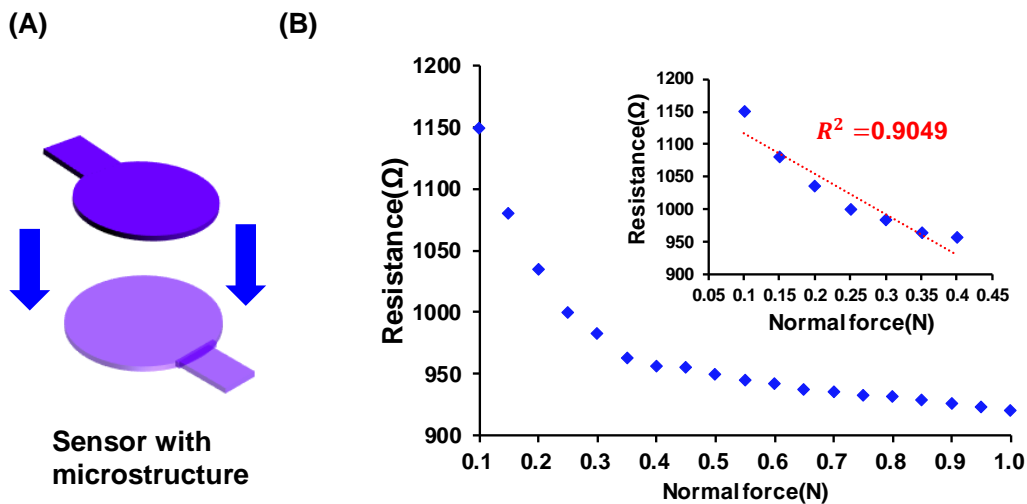 (A)
(B)
Sensor with
microstructure
Resistance(Ω)
1200
1150
1100
1050
1000
950
900
0.1 0.2 0.3 0.4 0.5 0.6 0.7 0.8 0.9 1.0
Normal force(N)
Resistance(Ω)
1200
1150
1100
1050
1000
950
900
R² =0.9049
0.05 0.1 0.15 0.2 0.25 0.3 0.35 0.4 0.45
Normal force(N)